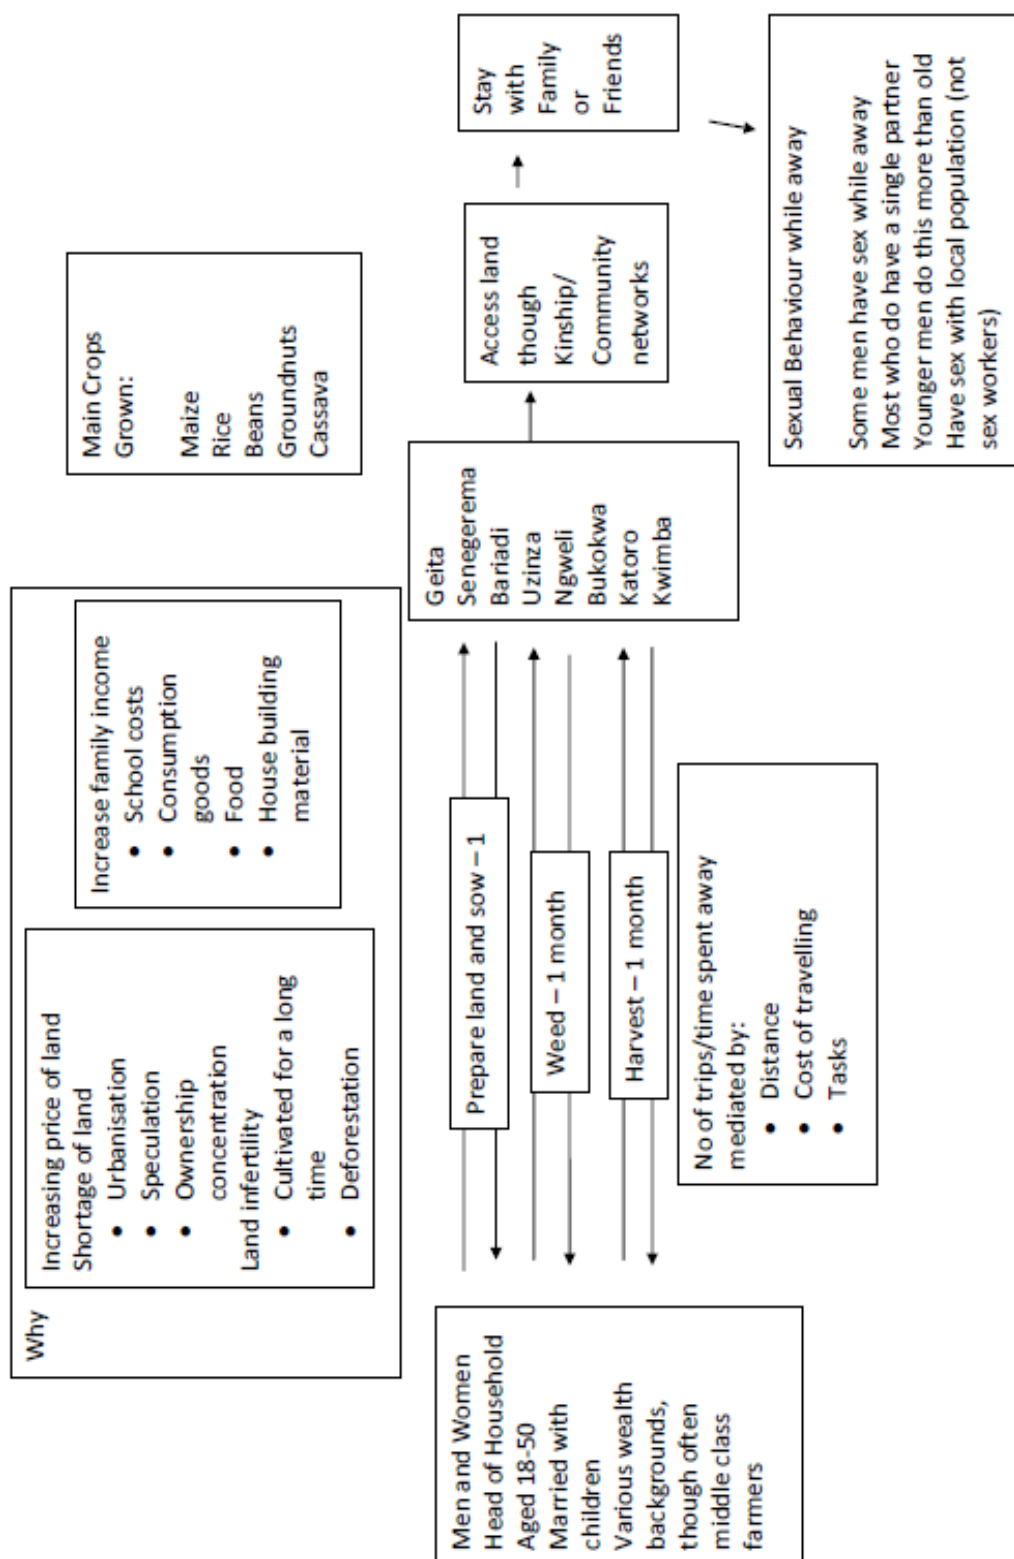 Why
Increasing price of land
Shortage of land
• Urbanisation
• Speculation
• Ownership
concentration
Land infertility
• Cultivated for a long
time
• Deforestation
Increase family income
• School costs
• Consumption
goods
• Food
• House building
material
Main Crops
Grown:
Maize
Rice
Beans
Groundnuts
Cassava
Men and Women
Head of Household
Aged 18-50
Married with
children
Various wealth
backgrounds,
though often
middle class
farmers
Prepare land and sow – 1
Weed – 1 month
Harvest – 1 month
No of trips/time spent away
mediated by:
• Distance
• Cost of travelling
• Tasks
Geita
Senegerema
Bariadi
Uzinza
Ngweli
Bukokwa
Katoro
Kwimba
Access land
though
Kinship/
Community
networks
Stay
with
Family
or
Friends
Sexual Behaviour while away
Some men have sex while away
Most who do have a single partner
Younger men do this more than old
Have sex with local population (not
sex workers)